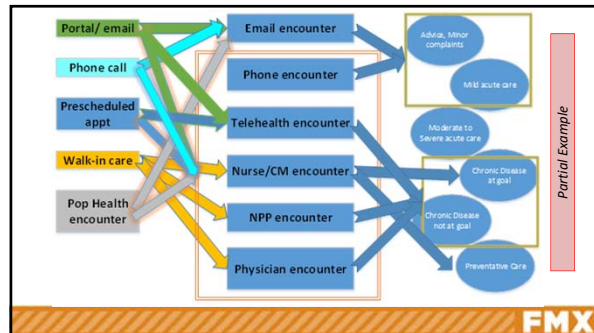 Portal/ email
Phone call
Prescheduled
appt
Walk-in care
Pop Health
encounter
Email encounter
Phone encounter
Telehealth encounter
Nurse/CM encounter
NPP encounter
Physician encounter
Advice, Minor
complaints
Mild acute care
Moderate to
Severe acute care
Chronic Disease
at goal
Chronic Disease
not at goal
Preventative Care
Partial Example
FMX